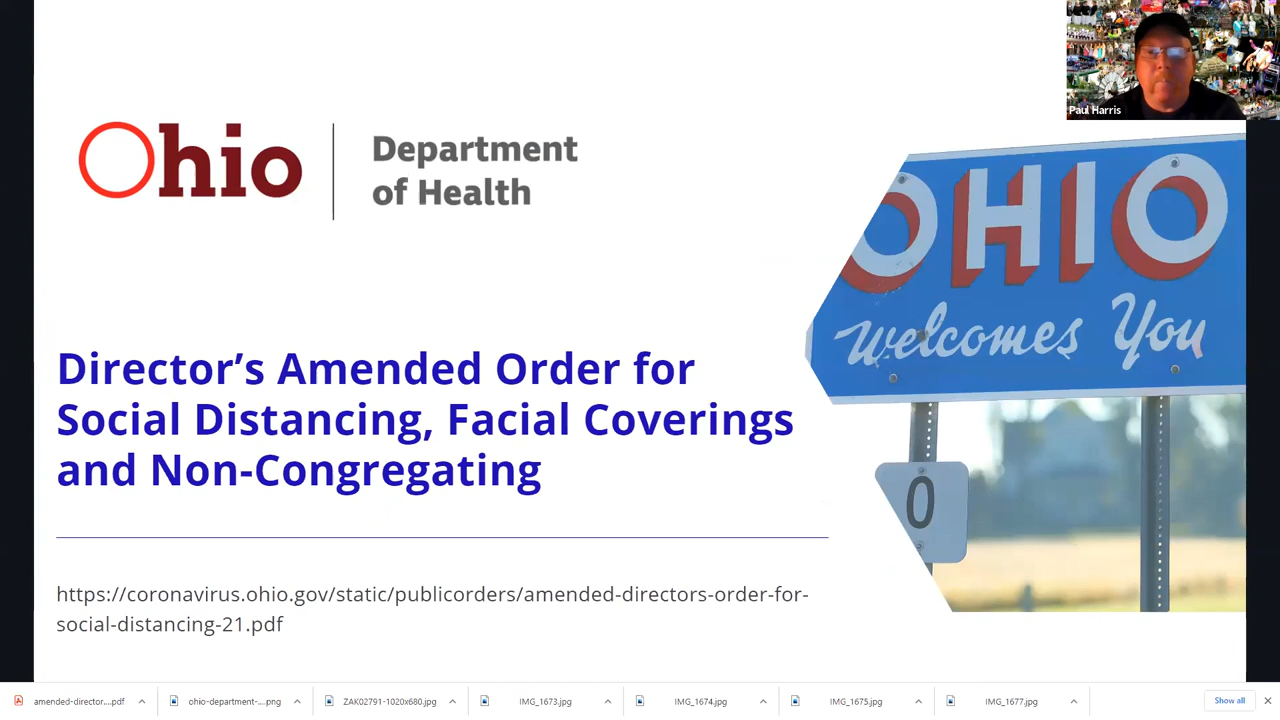 Paul Harris
Ohio
Department
of Health
OHIO
Welcomes You
0
Director’s Amended Order for
Social Distancing, Facial Coverings
and Non-Congregating
https://coronavirus.ohio.gov/static/publicorders/amended-directors-order-for-
social-distancing-21.pdf
amended-director....pdf
ohio-department-....png
ZAK02791-1020x680.jpg
IMG_1673.jpg
IMG_1674.jpg
IMG_1675.jpg
IMG_1677.jpg
Show all